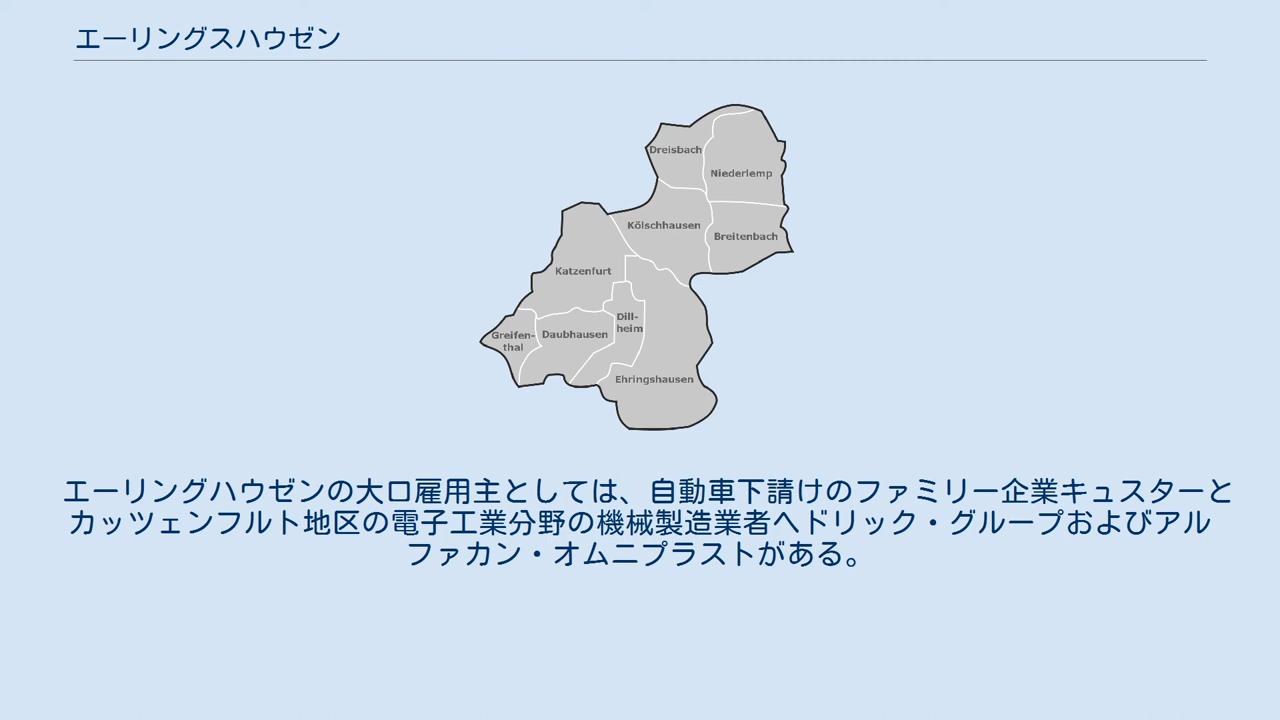 エーリングスハウゼン
Dreisbach
Niederlemp
Kölschhausen
Breitenbach
Katzenfurt
Dill-
heim
Greifen-
thal
Daubhausen
Ehringshausen
エーリングハウゼンの大口雇用主としては、自動車下請けのファミリー企業キュスターと
カッツェンフルト地区の電子工業分野の機械製造業者ヘドリック・グループおよびアル
ファカン・オムニプラストがある。